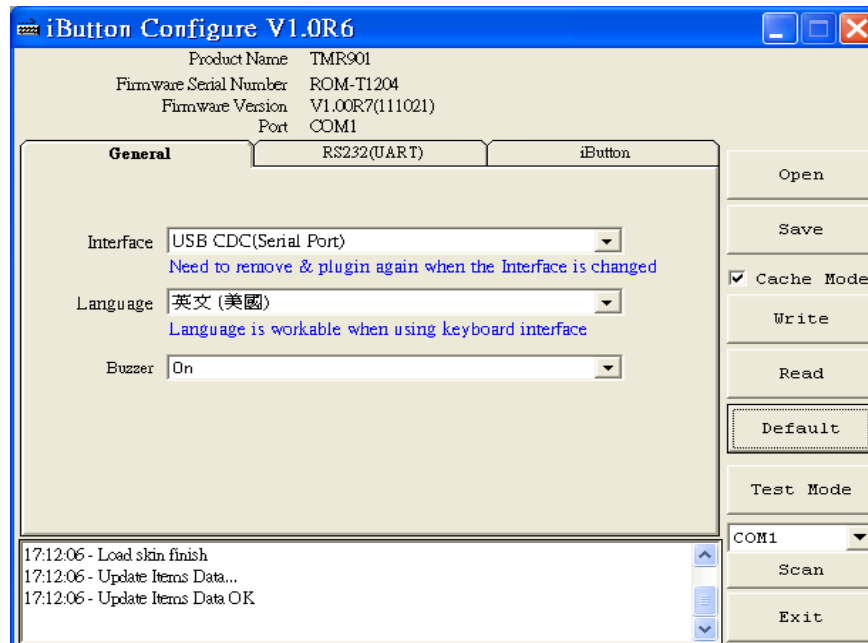 iButton Configure V1.0R6
Product Name TMR901
Firmware Serial Number ROM-T1204
Firmware Version V1.00R7(111021)
Port COM1
General RS232(UART) iButton
Interface USB CDC(Serial Port)
Need to remove & plugin again when the Interface is changed
Language 英文 (美國)
Language is workable when using keyboard interface
Buzzer On
Open
Save
Cache Mode
Write
Read
Default
Test Mode
COM1
Scan
Exit
17:12:06 - Load skin finish
17:12:06 - Update Items Data...
17:12:06 - Update Items Data OK